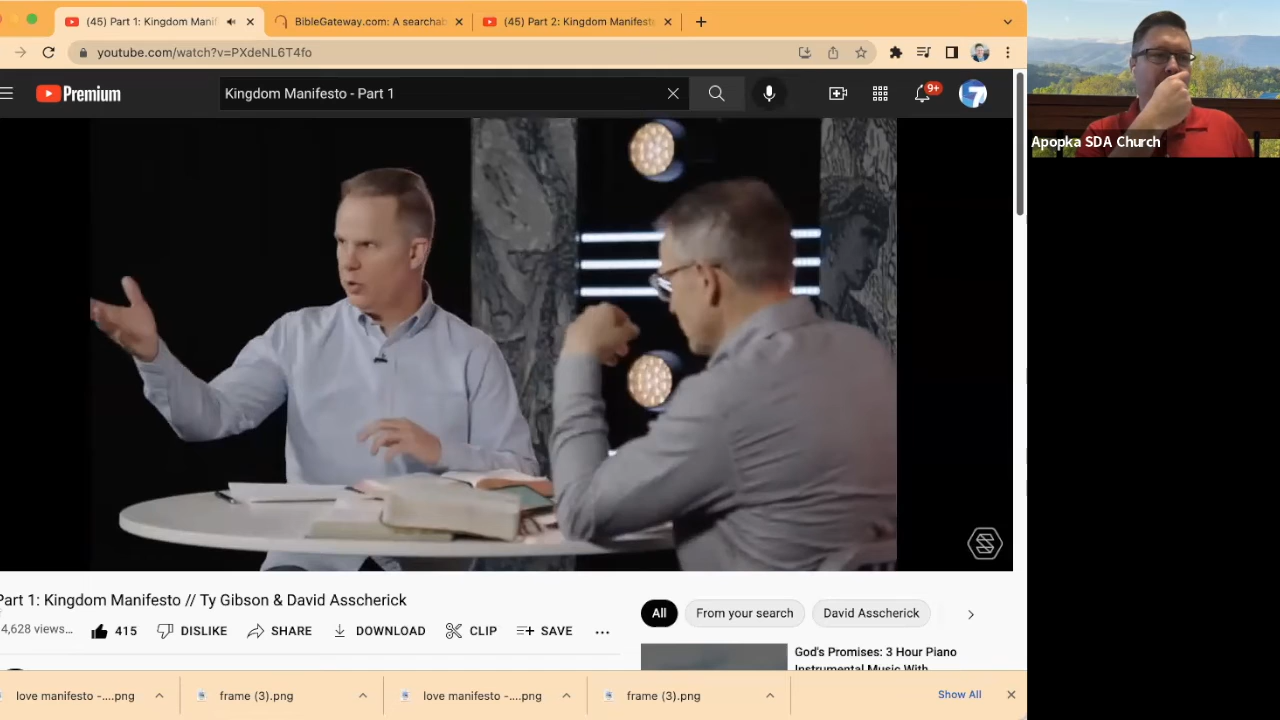 (45) Part 1: Kingdom Manif
BibleGateway.com: A searchab
(45) Part 2: Kingdom Manifesto
youtube.com/watch?v=PXdeNL6T4fo
Premium
Kingdom Manifesto - Part 1
9+
Apopka SDA Church
Part 1: Kingdom Manifesto // Ty Gibson & David Asscherick
4,628 views...
415
DISLIKE
SHARE
DOWNLOAD
CLIP
SAVE
All
From your search
David Asscherick
God's Promises: 3 Hour Piano
Instrumental Music With
love manifesto -....png
frame (3).png
love manifesto -....png
frame (3).png
Show All